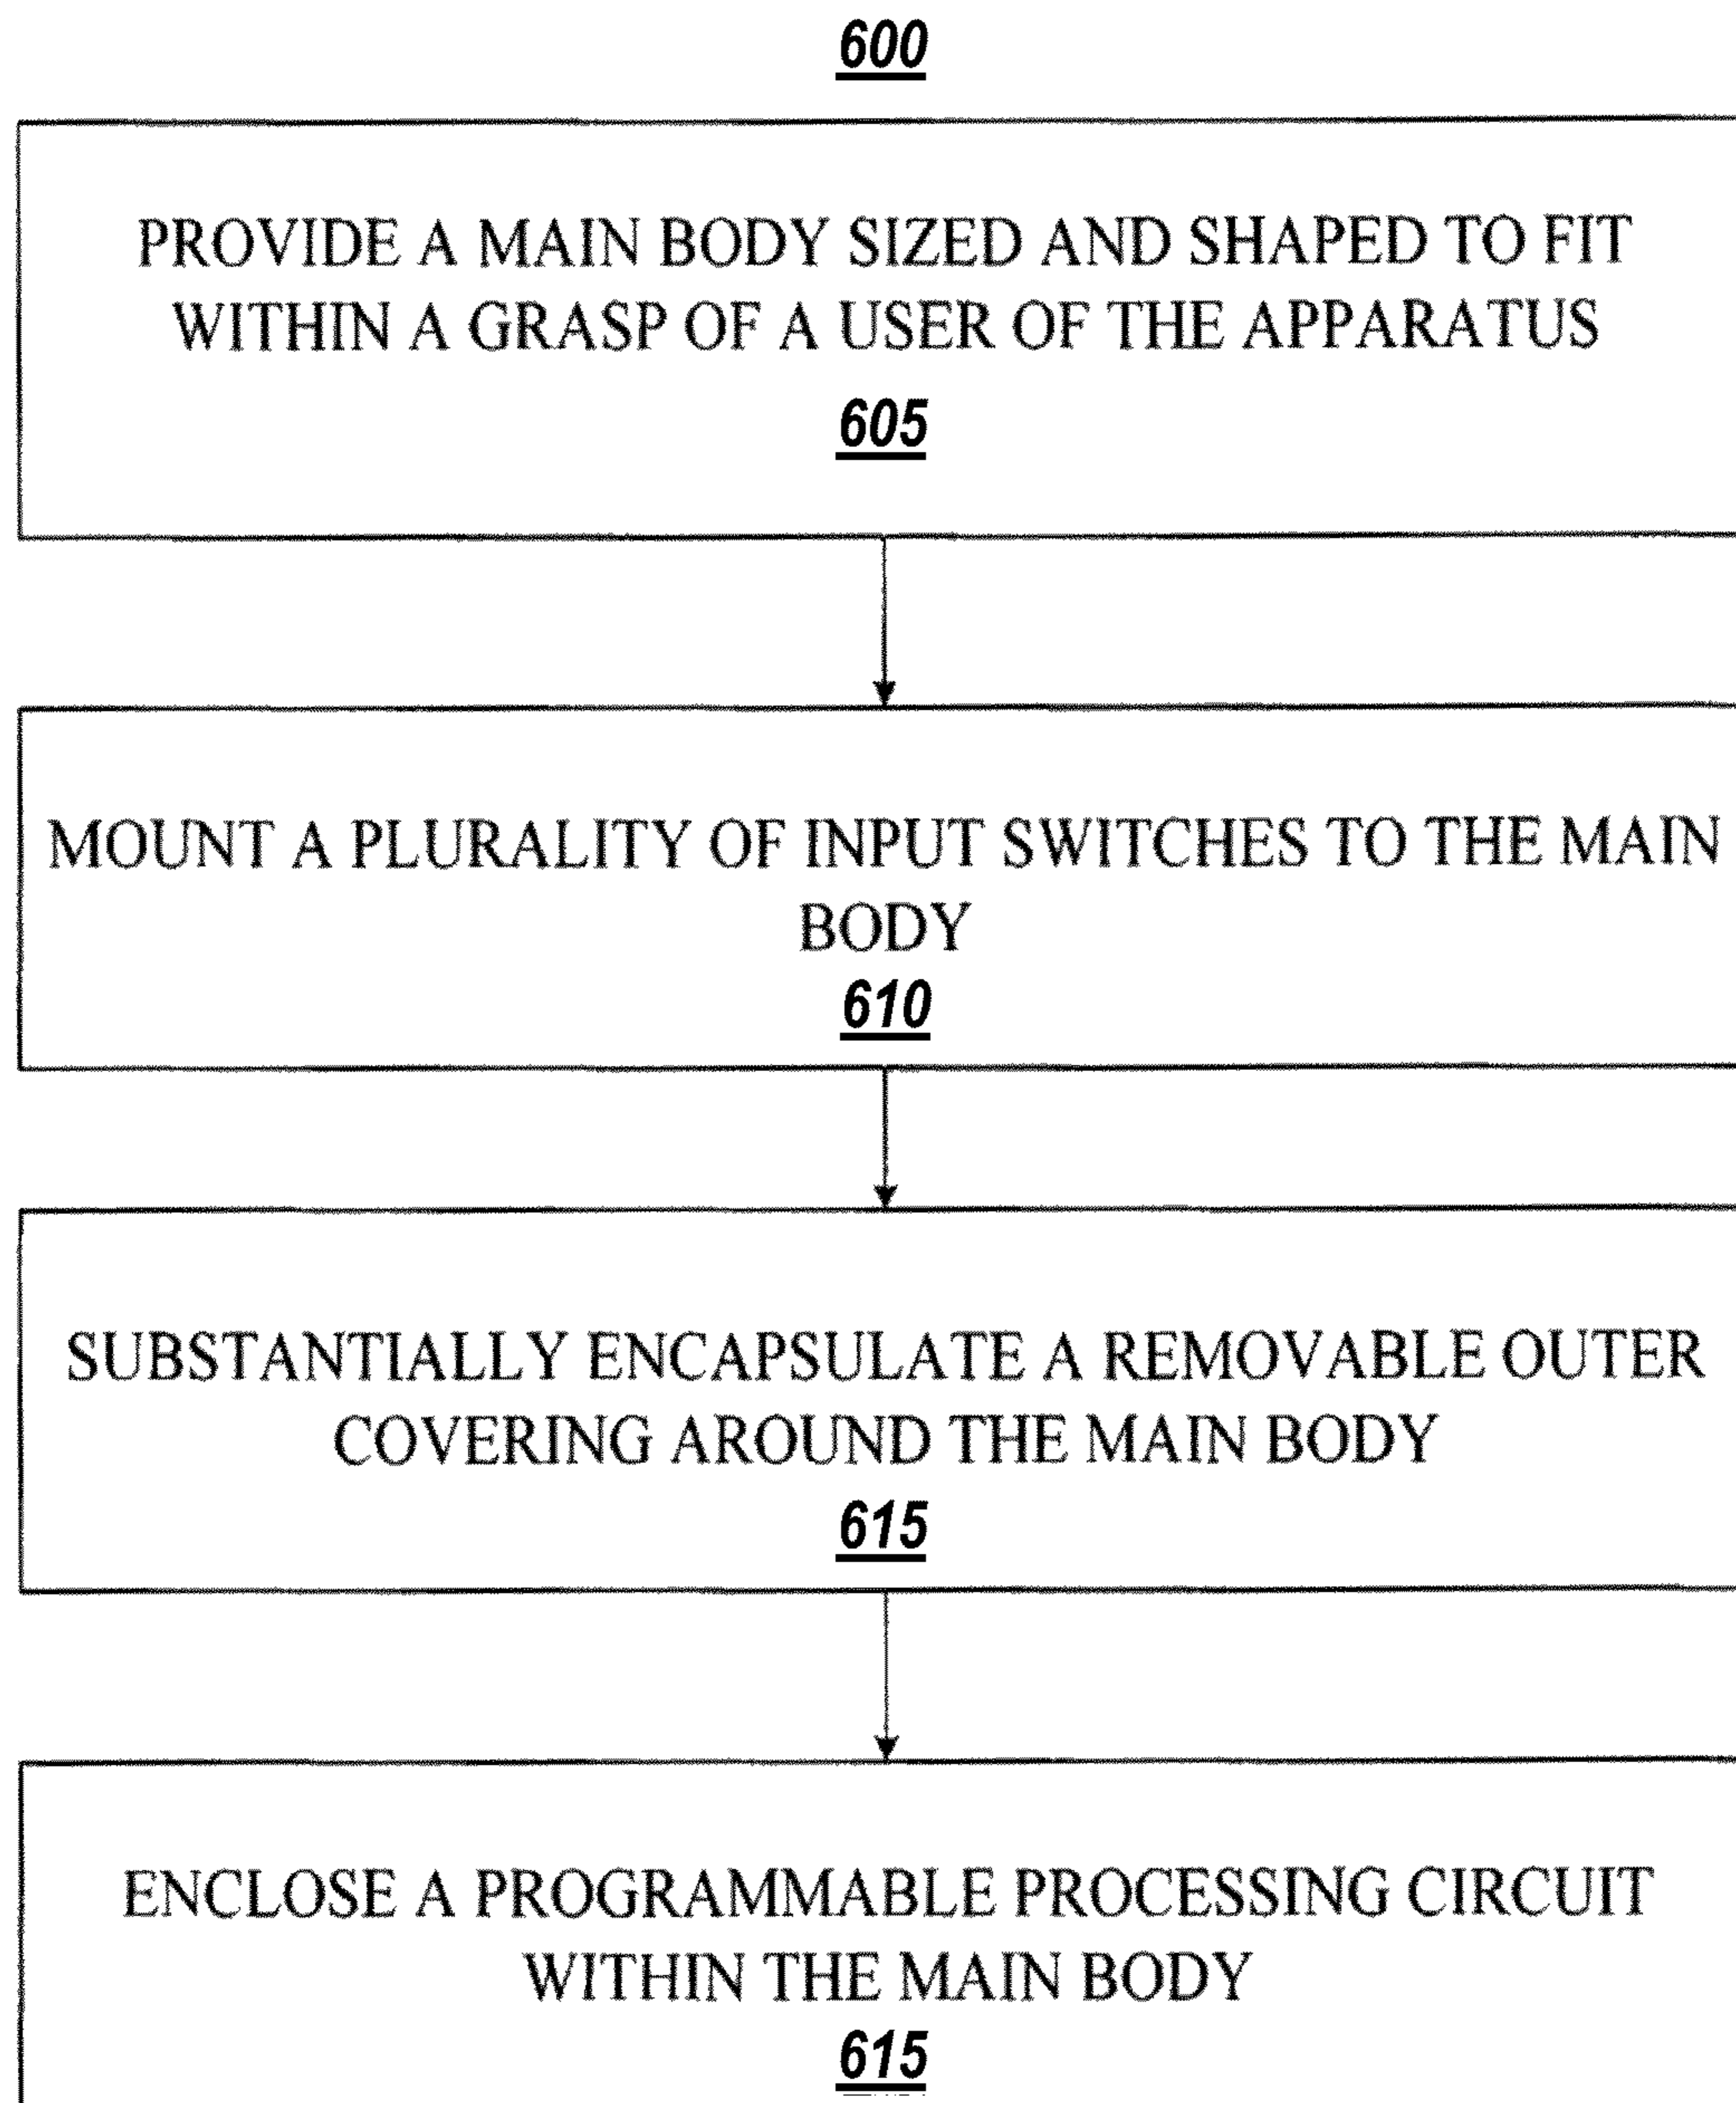 600
PROVIDE A MAIN BODY SIZED AND SHAPED TO FIT
WITHIN A GRASP OF A USER OF THE APPARATUS
605
MOUNT A PLURALITY OF INPUT SWITCHES TO THE MAIN
BODY
610
SUBSTANTIALLY ENCAPSULATE A REMOVABLE OUTER
COVERING AROUND THE MAIN BODY
615
ENCLOSE A PROGRAMMABLE PROCESSING CIRCUIT
WITHIN THE MAIN BODY
615